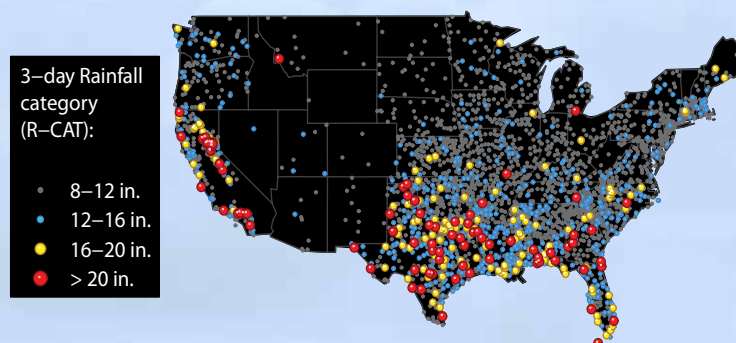 3–day Rainfall
category
(R–CAT):
8–12 in.
12–16 in.
16–20 in.
> 20 in.